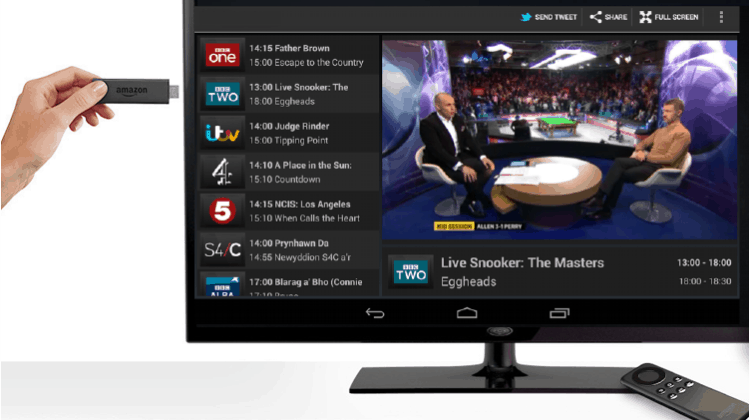 SEND TWEET SHARE FULL SCREEN
amazon
BBC
one
14:15 Father Brown
15:00 Escape to the Country
BBC
TWO
13:00 Live Snooker: The
18:00 Eggheads
itv
14:00 Judge Rinder
15:00 Tipping Point
4
14:10 A Place in the Sun:
15:10 Countdown
5
14:15 NCIS: Los Angeles
15:10 When Calls the Heart
S4/C
14:00 Prynhawn Da
14:55 Newyddion S4C a'r
BBC
ALBA
17:00 Blarag a' Bho (Connie
17:10
MID SESSION ALLEN 3-1 PERRY
BBC
TWO
Live Snooker: The Masters 13:00 - 18:00
Eggheads 18:00 - 18:30